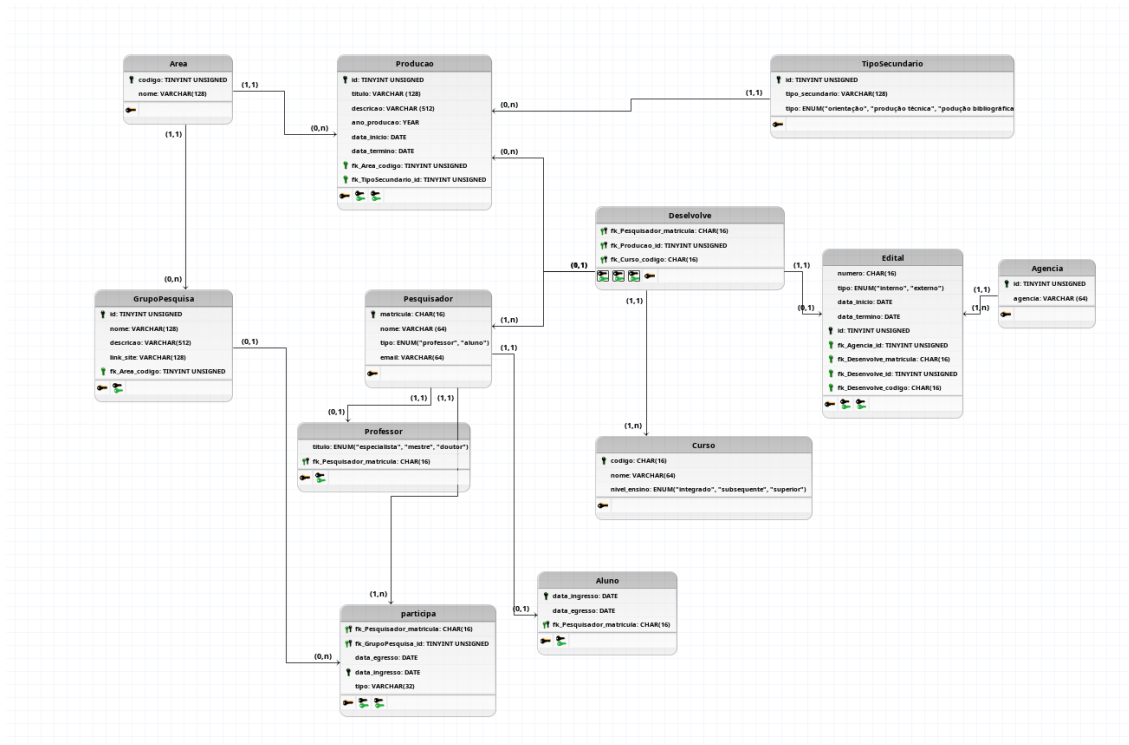 Area
codigo: TINYINT UNSIGNED
nome: VARCHAR(128)
(1,1)
(1,1)
Producao
id: TINYINT UNSIGNED
titulo: VARCHAR (128)
descricao: VARCHAR (512)
ano_producao: YEAR
data_inicio: DATE
data_termino: DATE
fk_Area_codigo: TINYINT UNSIGNED
fk_TipoSecundario_id: TINYINT UNSIGNED
(0,n)
(0,n)
(0,n)
TipoSecundario
id: TINYINT UNSIGNED
tipo_secundario: VARCHAR(128)
tipo: ENUM("orientação", "produção técnica", "podução bibliográfica
(1,1)
Deselvolve
fk_Pesquisador_matricula: CHAR(16)
fk_Producao_id: TINYINT UNSIGNED
fk_Curso_codigo: CHAR(16)
(0,1)
(1,1)
(1,1)
Edital
numero: CHAR(16)
tipo: ENUM("interno", "externo")
data_inicio: DATE
data_termino: DATE
id: TINYINT UNSIGNED
fk_Agencia_id: TINYINT UNSIGNED
fk_Desenvolve_matricula: CHAR(16)
fk_Desenvolve_id: TINYINT UNSIGNED
fk_Desenvolve_codigo: CHAR(16)
(0,1)
Agencia
id: TINYINT UNSIGNED
agencia: VARCHAR (64)
(1,1)
(1,n)
(0,n)
GrupoPesquisa
id: TINYINT UNSIGNED
nome: VARCHAR(128)
descricao: VARCHAR(512)
link_site: VARCHAR(128)
fk_Area_codigo: TINYINT UNSIGNED
(0,1)
Pesquisador
matricula: CHAR(16)
nome: VARCHAR (64)
tipo: ENUM("professor", "aluno")
email: VARCHAR(64)
(1,n)
(1,1)
(1,1)
(1,1)
(0,1)
Professor
titulo: ENUM("especialista", "mestre", "doutor")
fk_Pesquisador_matricula: CHAR(16)
(1,n)
Curso
codigo: CHAR(16)
nome: VARCHAR(64)
nivel_ensino: ENUM("integrado", "subsequente", "superior")
Aluno
data_ingresso: DATE
data_egresso: DATE
fk_Pesquisador_matricula: CHAR(16)
(0,1)
(1,n)
participa
fk_Pesquisador_matricula: CHAR(16)
fk_GrupoPesquisa_id: TINYINT UNSIGNED
data_egresso: DATE
data_ingresso: DATE
tipo: VARCHAR(32)
(0,n)